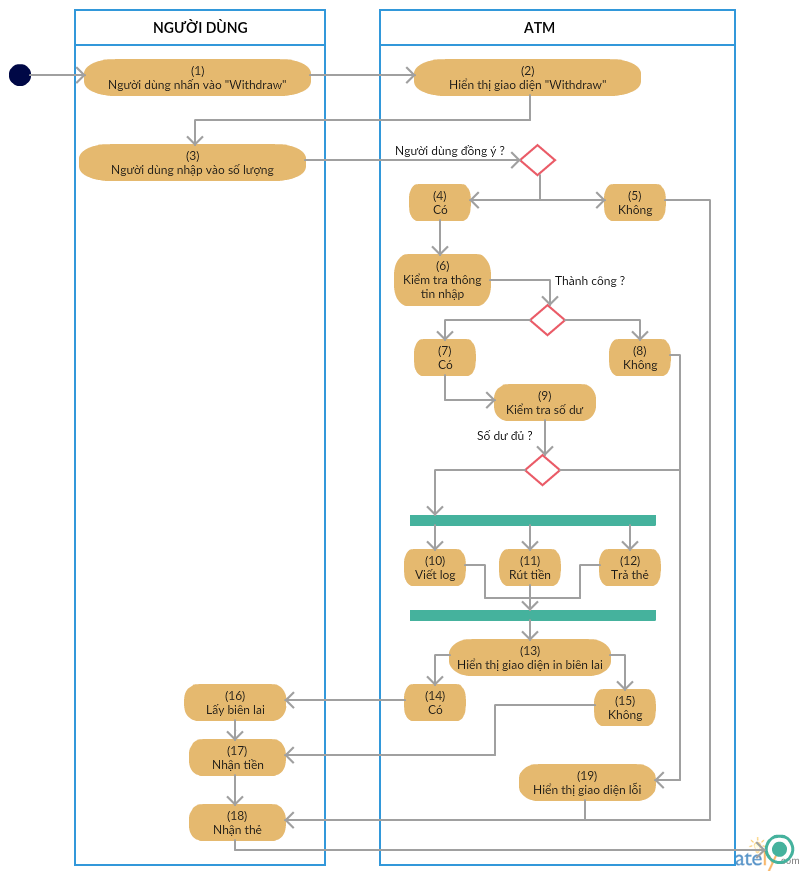 NGƯỜI DÙNG
ATM
(1)
Người dùng nhấn vào "Withdraw"
(2)
Hiển thị giao diện "Withdraw"
(3)
Người dùng nhập vào số lượng
Người dùng đồng ý ?
(4)
Có
(5)
Không
(6)
Kiểm tra thông
tin nhập
Thành công ?
(7)
Có
(8)
Không
(9)
Kiểm tra số dư
Số dư đủ ?
(10)
Viết log
(11)
Rút tiền
(12)
Trả thẻ
(13)
Hiển thị giao diện in biên lai
(14)
Có
(15)
Không
(16)
Lấy biên lai
(17)
Nhận tiền
(18)
Nhận thẻ
(19)
Hiển thị giao diện lỗi
ately
.com